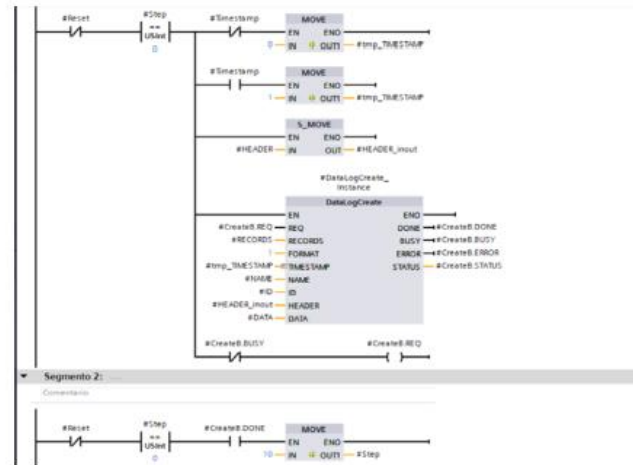 #Reset #Step #Timestamp MOVE
== EN ENO
USInt 0 IN OUT1 #tmp_TIMESTAMP
0
#Timestamp MOVE
EN ENO
1 IN OUT1 #tmp_TIMESTAMP
S_MOVE
EN ENO
#HEADER IN OUT #HEADER_inout
#DataLogCreate_
Instance
DataLogCreate
EN ENO
#CreateB.REQ REQ DONE #CreateB.DONE
#RECORDS RECORDS BUSY #CreateB.BUSY
1 FORMAT ERROR #CreateB.ERROR
#tmp_TIMESTAMP TIMESTAMP STATUS #CreateB.STATUS
#NAME NAME
#ID ID
#HEADER_inout HEADER
#DATA DATA
#CreateB.BUSY #CreateB.REQ
Segmento 2: .....
Comentario
#Reset #Step #CreateB.DONE MOVE
== EN ENO
USInt 10 IN OUT1 #Step
0